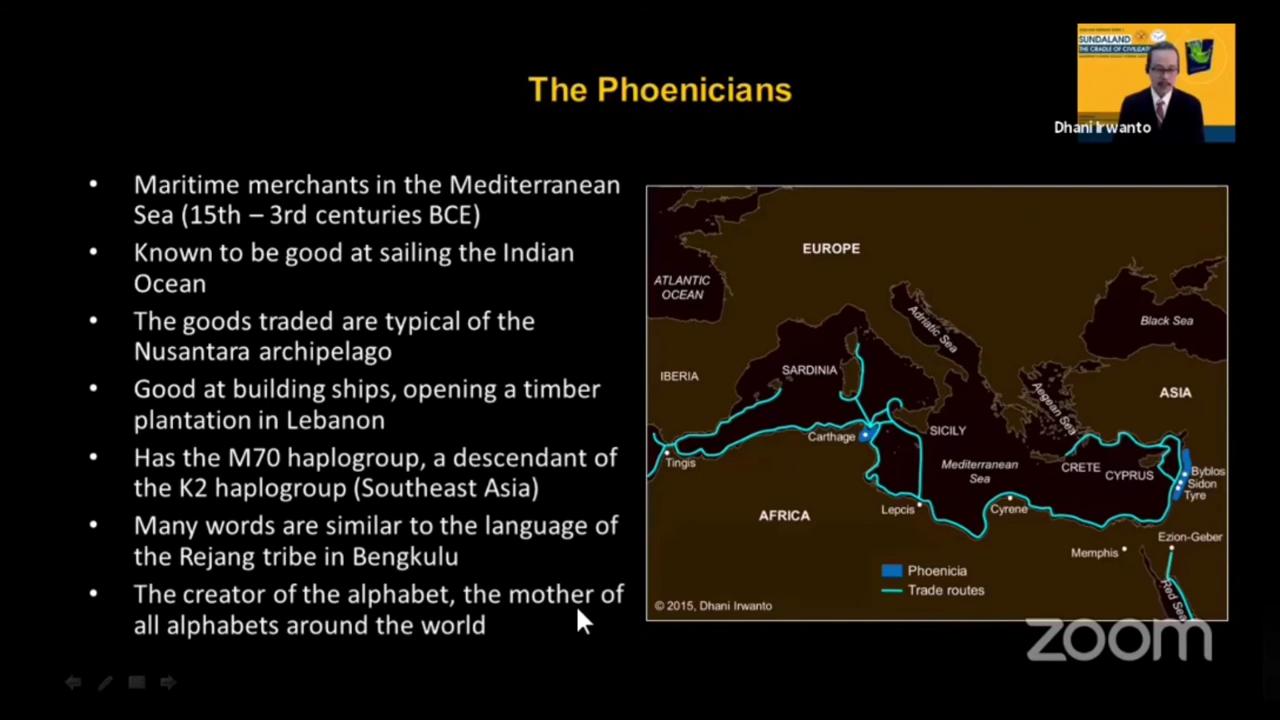 SUNDALAND
THE CRADLE OF CIVILIZATION
Dhani Irwanto
The Phoenicians
• Maritime merchants in the Mediterranean
Sea (15th – 3rd centuries BCE)
• Known to be good at sailing the Indian
Ocean
• The goods traded are typical of the
Nusantara archipelago
• Good at building ships, opening a timber
plantation in Lebanon
• Has the M70 haplogroup, a descendant of
the K2 haplogroup (Southeast Asia)
• Many words are similar to the language of
the Rejang tribe in Bengkulu
• The creator of the alphabet, the mother of
all alphabets around the world
EUROPE
ATLANTIC
OCEAN
Adriatic Sea
Black Sea
IBERIA
SARDINIA
ASIA
Aegean Sea
Carthage
SICILY
Tingis
Mediterranean
Sea
CRETE
CYPRUS
Byblos
Sidon
Tyre
AFRICA
Lepcis
Cyrene
Memphis
Ezion-Geber
Red Sea
Phoenicia
Trade routes
© 2015, Dhani Irwanto
zoom